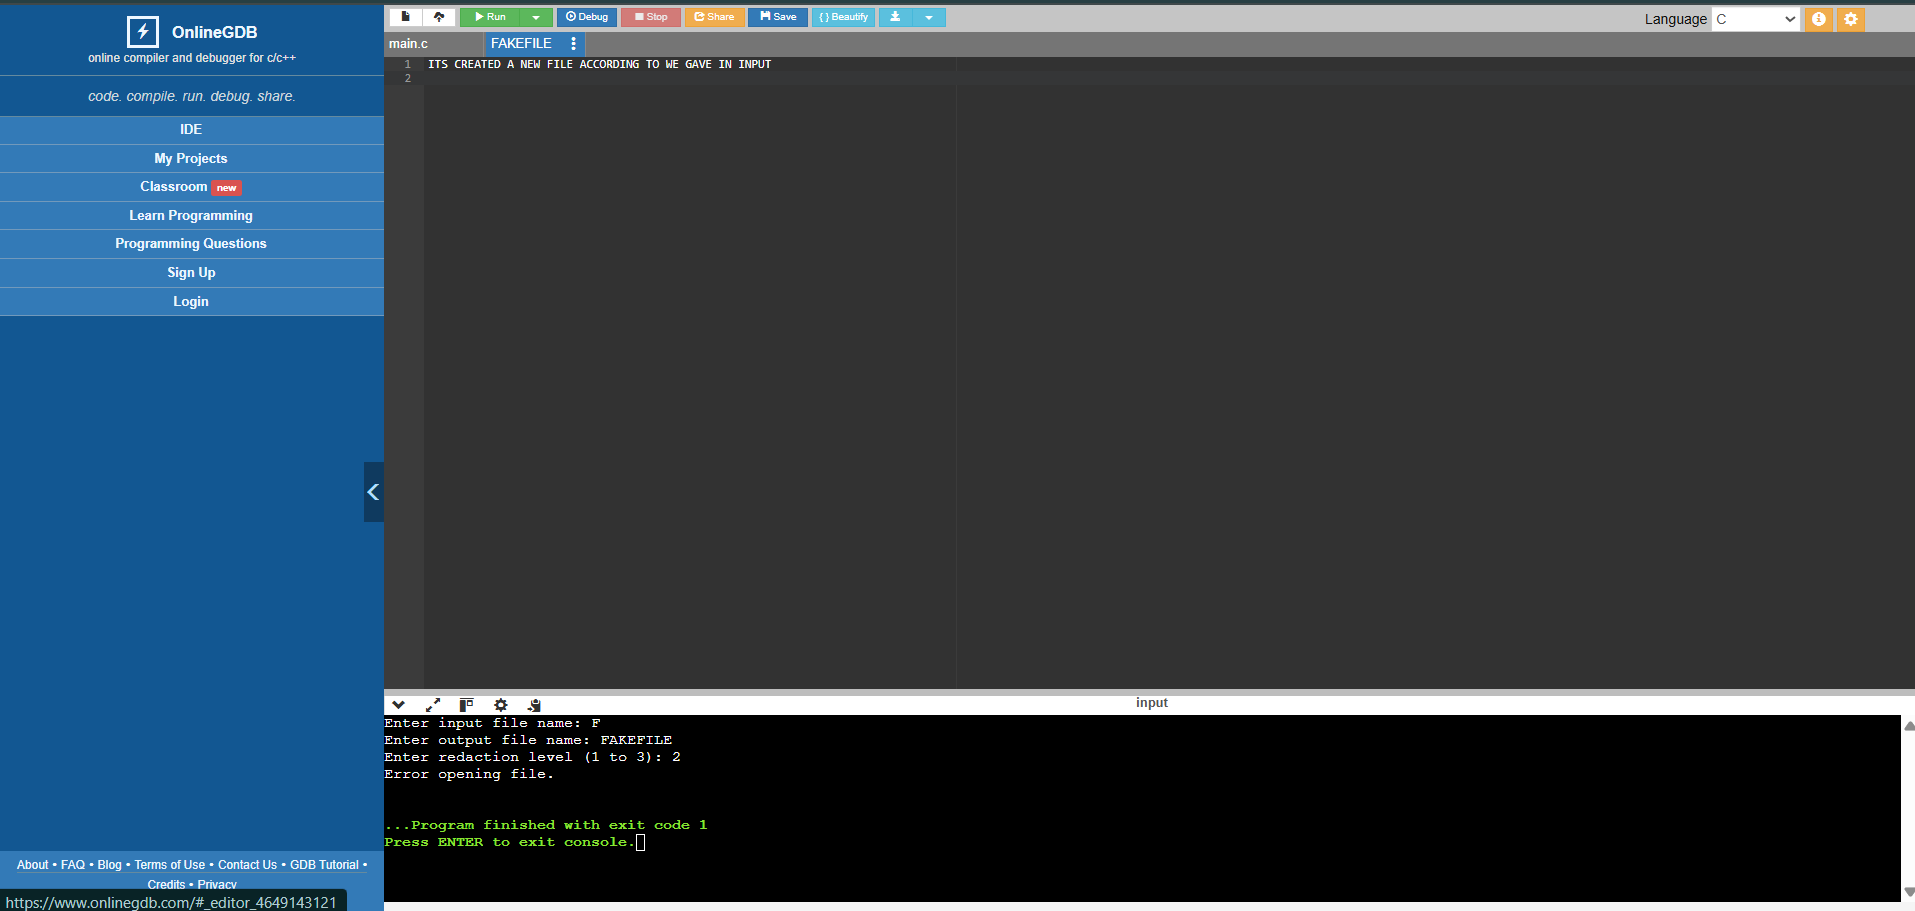 OnlineGDB
online compiler and debugger for c/c++
code. compile. run. debug. share.
IDE
My Projects
Classroom new
Learn Programming
Programming Questions
Sign Up
Login
About • FAQ • Blog • Terms of Use • Contact Us • GDB Tutorial •
Credits • Privacy
https://www.onlinegdb.com/#_editor_4649143121
Run Debug Stop Share Save { } Beautify
Language C
main.c FAKEFILE
1 ITS CREATED A NEW FILE ACCORDING TO WE GAVE IN INPUT
2
input
Enter input file name: F
Enter output file name: FAKEFILE
Enter redaction level (1 to 3): 2
Error opening file.
...Program finished with exit code 1
Press ENTER to exit console.